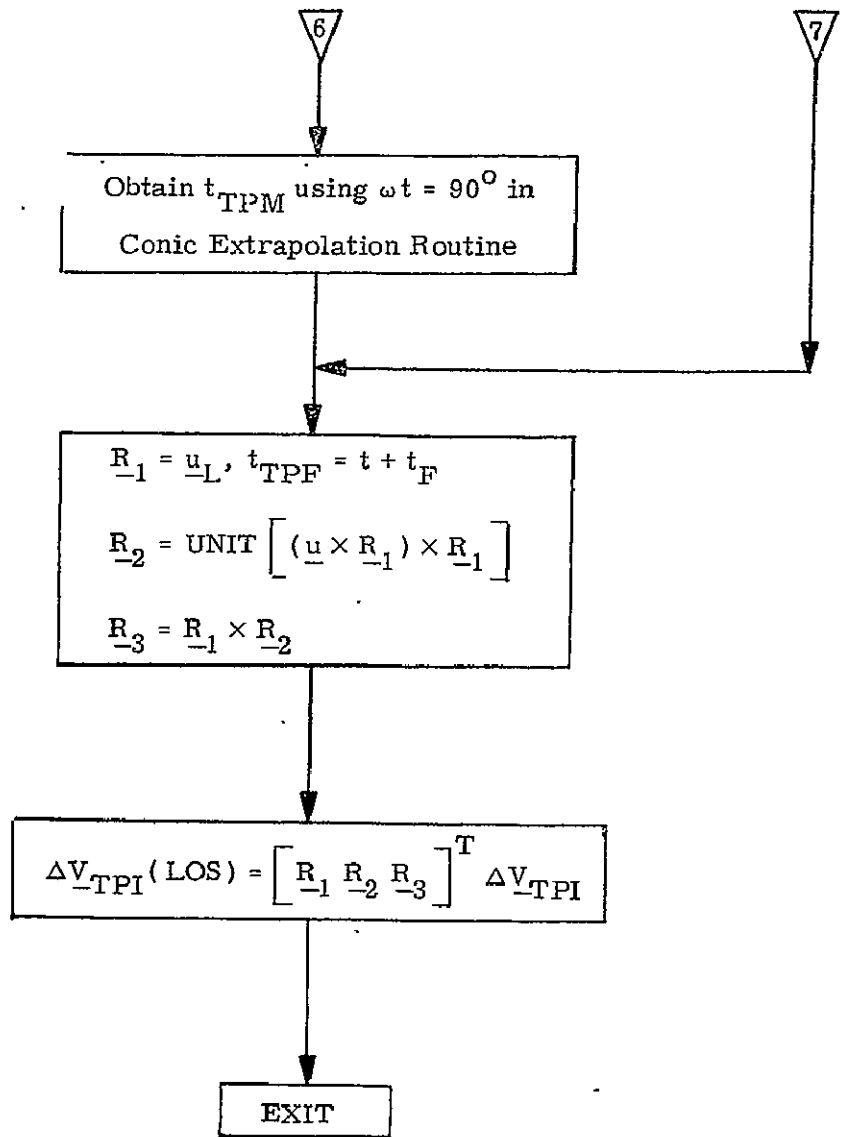 6
7
Obtain t_TPM using ωt = 90° in
Conic Extrapolation Routine
R_1 = u_L, t_TPF = t + t_F
R_2 = UNIT [ (u × R_1) × R_1 ]
R_3 = R_1 × R_2
ΔV_TPI (LOS) = [ R_1 R_2 R_3 ]^T ΔV_TPI
EXIT